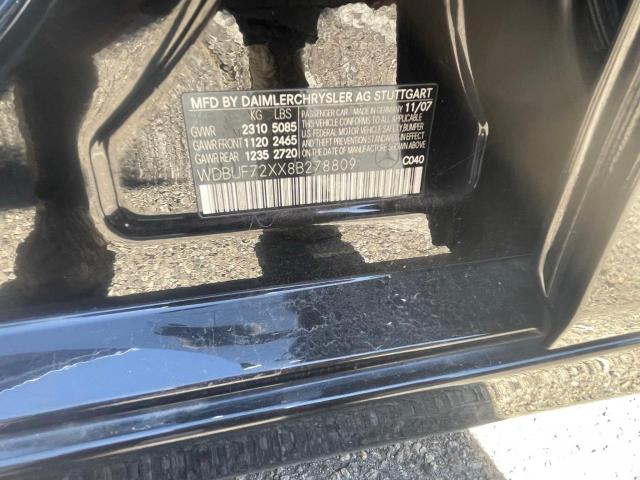 MFD BY DAIMLERCHRYSLER AG STUTTGART
KG LBS PASSENGER CAR MADE IN GERMANY 11/07
GVWR 2310 5085 THIS VEHICLE CONFORMS TO ALL APPLICABLE
GAWR FRONT 1120 2465 US-FEDERAL MOTOR VEHICLE SAFETY, BUMPER
GAWR REAR 1235 2720 AND THEFT PREVENTION STANDARDS IN EFFECT
ON THE DATE OF MANUFACTURE SHOWN ABOVE
WDBUF72XX8B278809
C040